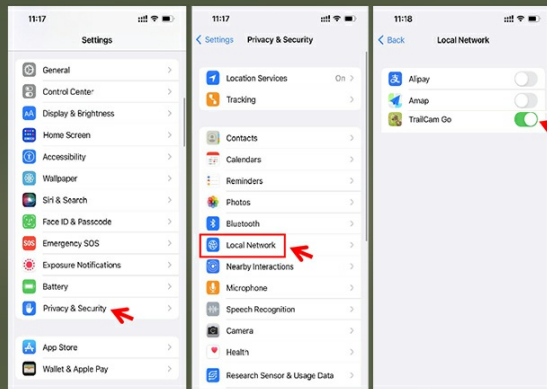 11:17
Settings
General
Control Center
AA
Display & Brightness
Home Screen
Accessibility
Wallpaper
Siri & Search
Face ID & Passcode
SOS
Emergency SOS
Exposure Notifications
Battery
Privacy & Security
App Store
Wallet & Apple Pay
11:17
Settings
Privacy & Security
Location Services
On
Tracking
Contacts
Calendars
Reminders
Photos
Bluetooth
Local Network
Nearby Interactions
Microphone
Speech Recognition
Camera
Health
Research Sensor & Usage Data
11:18
Back
Local Network
支
Alipay
Amap
TrailCam Go